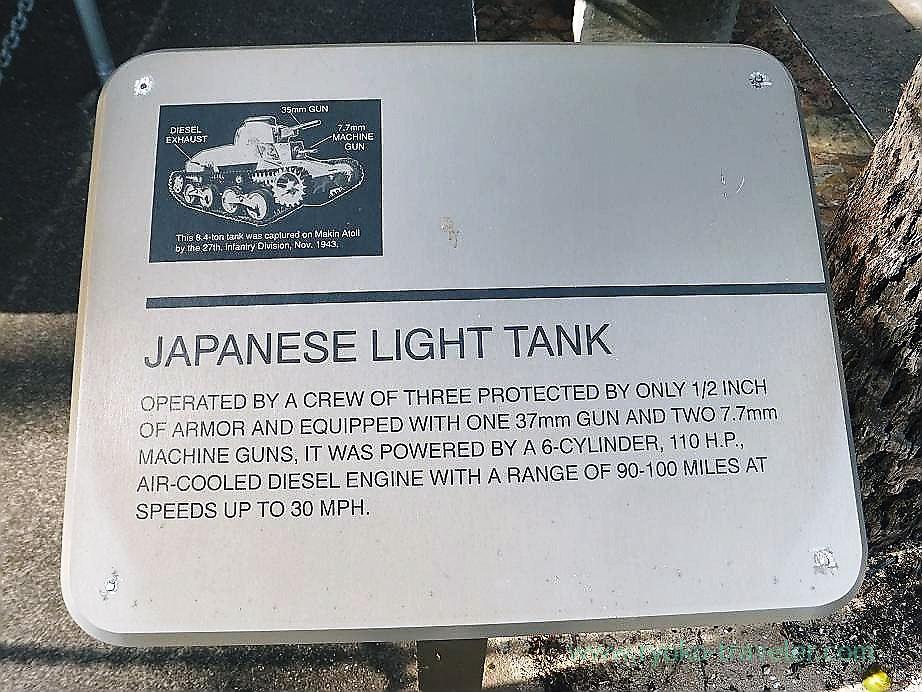 35mm GUN
DIESEL
EXHAUST
7.7mm
MACHINE
GUN
This 8.4-ton tank was captured on Makin Atoll
by the 27th. Infantry Division, Nov. 1943.
JAPANESE LIGHT TANK
OPERATED BY A CREW OF THREE PROTECTED BY ONLY 1/2 INCH
OF ARMOR AND EQUIPPED WITH ONE 37mm GUN AND TWO 7.7mm
MACHINE GUNS, IT WAS POWERED BY A 6-CYLINDER, 110 H.P.,
AIR-COOLED DIESEL ENGINE WITH A RANGE OF 90-100 MILES AT
SPEEDS UP TO 30 MPH.